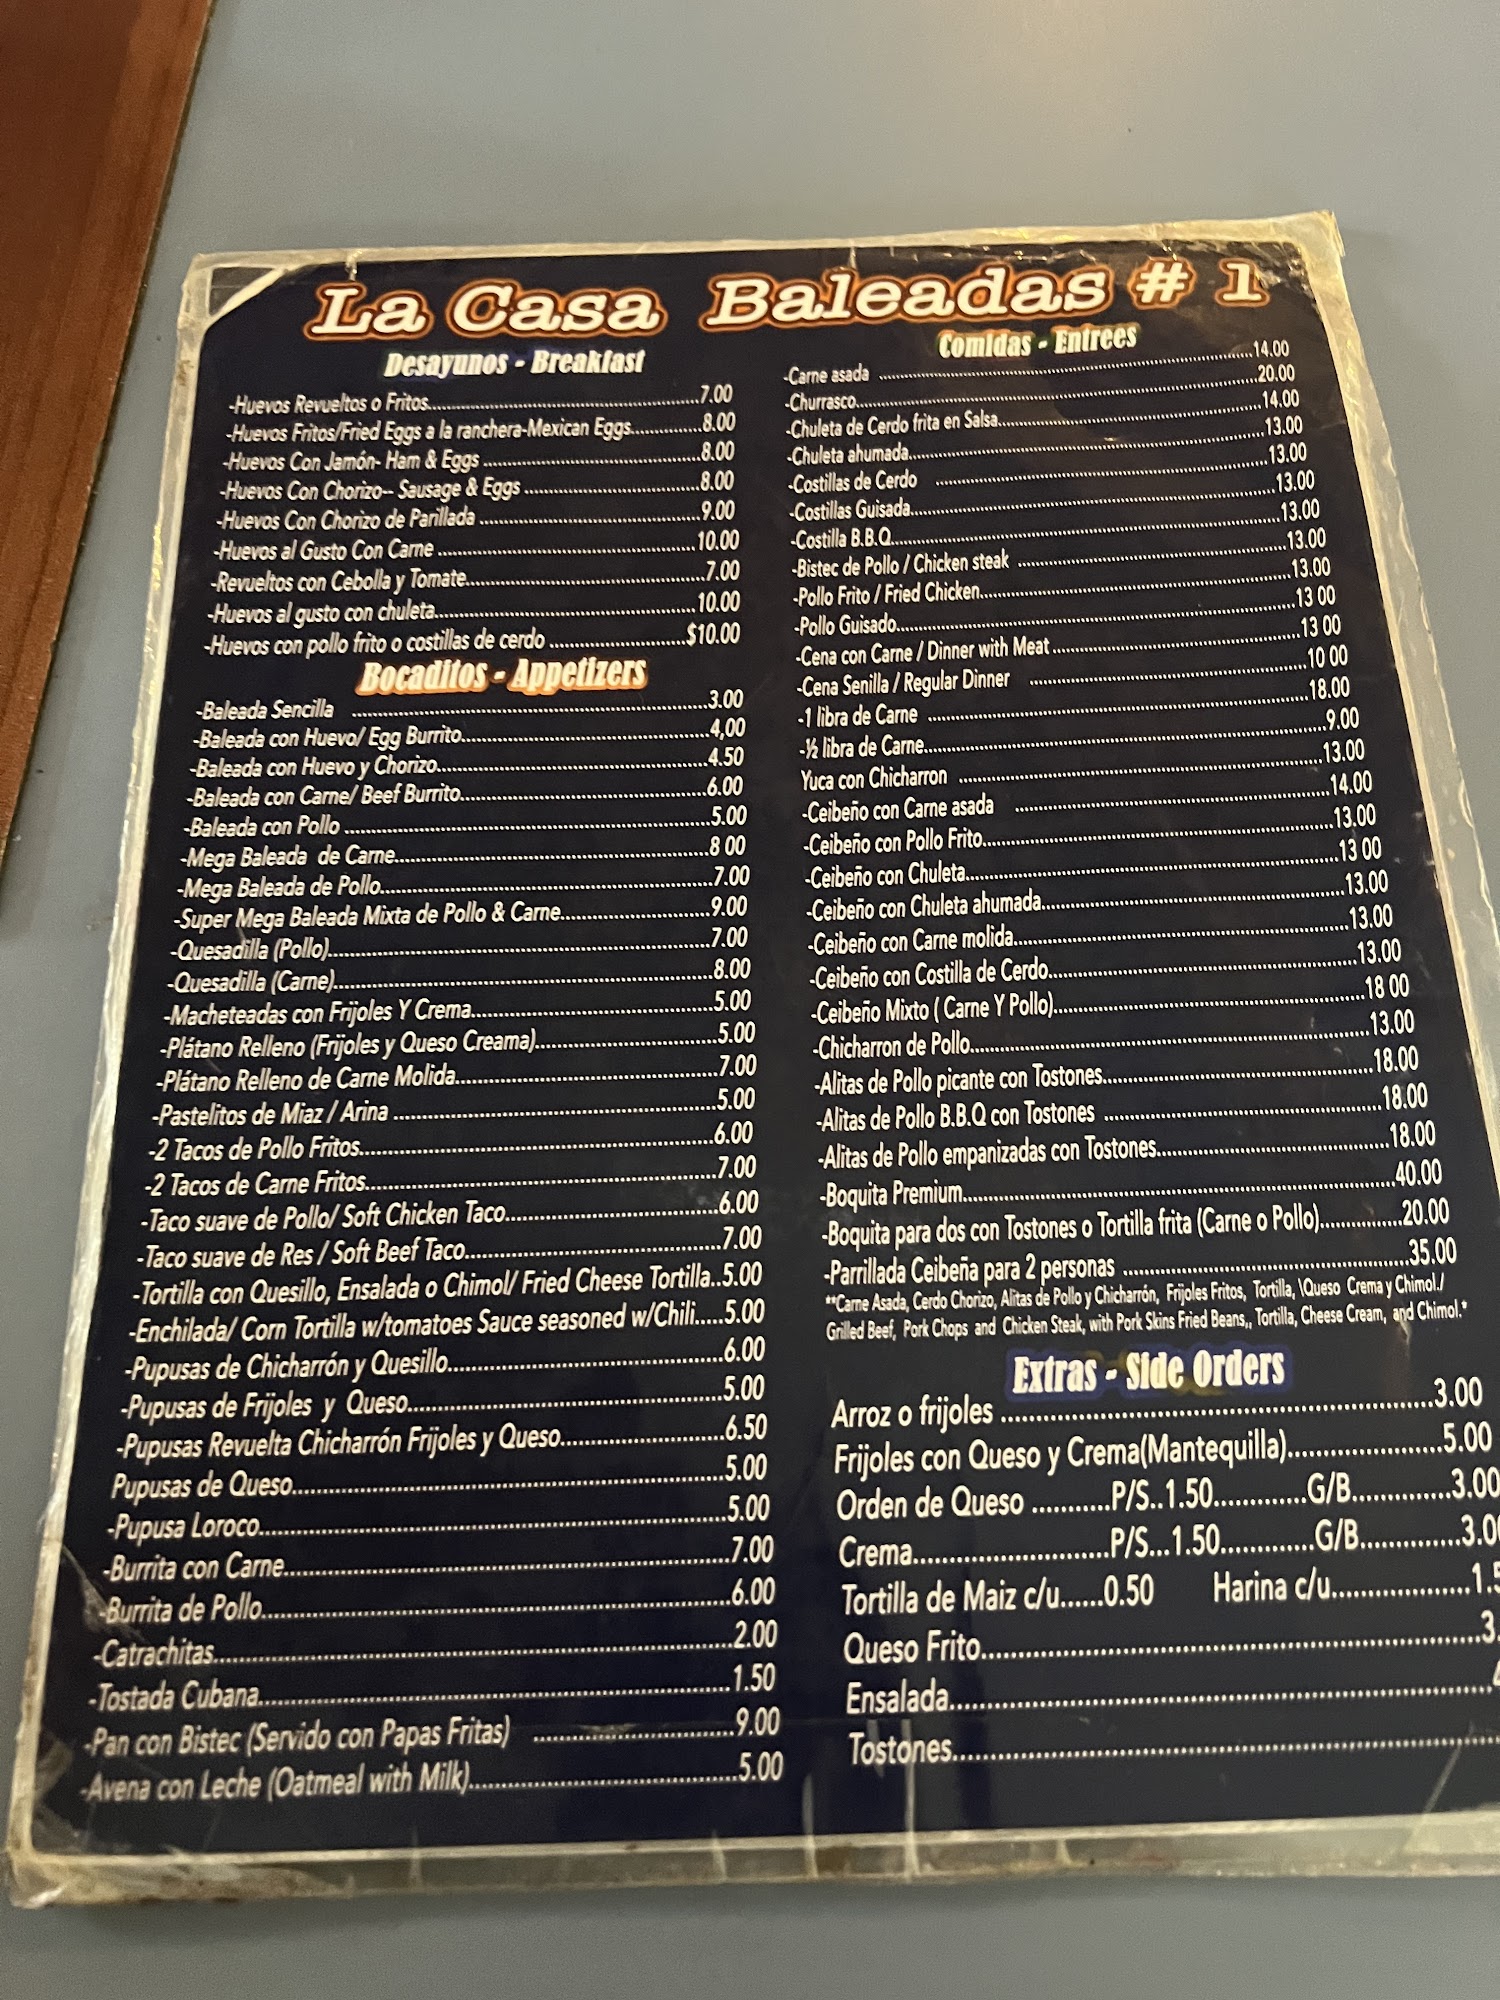 La Casa Baleadas # 1
Desayunos - Breakfast
-Huevos Revueltos o Fritos...7.00
-Huevos Fritos/Fried Eggs a la ranchera-Mexican Eggs...8.00
-Huevos Con Jamón- Ham & Eggs...8.00
-Huevos Con Chorizo-- Sausage & Eggs...8.00
-Huevos Con Chorizo de Parillada...9.00
-Huevos al Gusto Con Carne...10.00
-Revueltos con Cebolla y Tomate...7.00
-Huevos al gusto con chuleta...10.00
-Huevos con pollo frito o costillas de cerdo...$10.00
Bocaditos - Appetizers
-Baleada Sencilla...3.00
-Baleada con Huevo/ Egg Burrito...4,00
-Baleada con Huevo y Chorizo...4.50
-Baleada con Carne/ Beef Burrito...6.00
-Baleada con Pollo...5.00
-Mega Baleada de Carne...8 00
-Mega Baleada de Pollo...7.00
-Super Mega Baleada Mixta de Pollo & Carne...9.00
-Quesadilla (Pollo)...7.00
-Quesadilla (Carne)...8.00
-Macheteadas con Frijoles Y Crema...5.00
-Plátano Relleno (Frijoles y Queso Creama)...5.00
-Plátano Relleno de Carne Molida...7.00
-Pastelitos de Miaz / Arina...5.00
-2 Tacos de Pollo Fritos...6.00
-2 Tacos de Carne Fritos...7.00
-Taco suave de Pollo/ Soft Chicken Taco...6.00
-Taco suave de Res / Soft Beef Taco...7.00
-Tortilla con Quesillo, Ensalada o Chimol/ Fried Cheese Tortilla..5.00
-Enchilada/ Corn Tortilla w/tomatoes Sauce seasoned w/Chili.....5.00
-Pupusas de Chicharrón y Quesillo...6.00
-Pupusas de Frijoles y Queso...5.00
-Pupusas Revuelta Chicharrón Frijoles y Queso...6.50
Pupusas de Queso...5.00
-Pupusa Loroco...5.00
-Burrita con Carne...7.00
-Burrita de Pollo...6.00
-Catrachitas...2.00
-Tostada Cubana...1.50
-Pan con Bistec (Servido con Papas Fritas)...9.00
-Avena con Leche (Oatmeal with Milk)...5.00
Comidas - Entrees
-Carne asada...14.00
-Churrasco...20.00
-Chuleta de Cerdo frita en Salsa...14.00
-Chuleta ahumada...13.00
-Costillas de Cerdo...13.00
-Costillas Guisada...13.00
-Costilla B.B.Q...13.00
-Bistec de Pollo / Chicken steak...13.00
-Pollo Frito / Fried Chicken...13.00
-Pollo Guisado...13 00
-Cena con Carne / Dinner with Meat...13 00
-Cena Senilla / Regular Dinner...10 00
-1 libra de Carne...18.00
-½ libra de Carne...9.00
Yuca con Chicharron...13.00
-Ceibeño con Carne asada...14.00
-Ceibeño con Pollo Frito...13.00
-Ceibeño con Chuleta...13 00
-Ceibeño con Chuleta ahumada...13.00
-Ceibeño con Carne molida...13.00
-Ceibeño con Costilla de Cerdo...13.00
-Ceibeño Mixto ( Carne Y Pollo)...18 00
-Chicharron de Pollo...13.00
-Alitas de Pollo picante con Tostones...18.00
-Alitas de Pollo B.B.Q con Tostones...18.00
-Alitas de Pollo empanizadas con Tostones...18.00
-Boquita Premium...40.00
-Boquita para dos con Tostones o Tortilla frita (Carne o Pollo)...20.00
-Parrillada Ceibeña para 2 personas...35.00
**Carne Asada, Cerdo Chorizo, Alitas de Pollo y Chicharrón, Frijoles Fritos, Tortilla, \Queso Crema y Chimol./
Grilled Beef, Pork Chops and Chicken Steak, with Pork Skins Fried Beans,, Tortilla, Cheese Cream, and Chimol.*
Extras - Side Orders
Arroz o frijoles...3.00
Frijoles con Queso y Crema(Mantequilla)...5.00
Orden de Queso...P/S..1.50...G/B...3.00
Crema...P/S...1.50...G/B...3.00
Tortilla de Maiz c/u......0.50 Harina c/u...1.5
Queso Frito...3.
Ensalada...
Tostones...